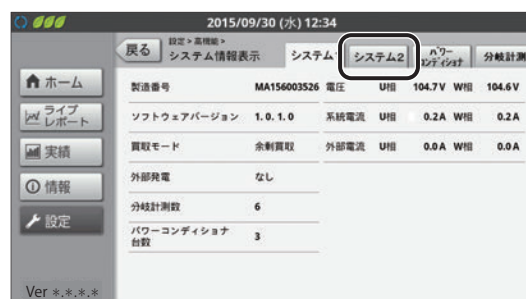 2015/09/30 (水) 12:34
戻る
設定 > 高機能 >
システム情報表示
システム1
システム2
パワー
コンディショナ
分岐計測
ホーム
ライブ
レポート
実績
情報
設定
Ver *.*.*.*
製造番号 MA156003526 電圧 U相 104.7V W相 104.6V
ソフトウェアバージョン 1.0.1.0 系統電流 U相 0.2A W相 0.2A
買取モード 余剰買取 外部電流 U相 0.0A W相 0.0A
外部発電 なし
分岐計測数 6
パワーコンディショナ
台数 3